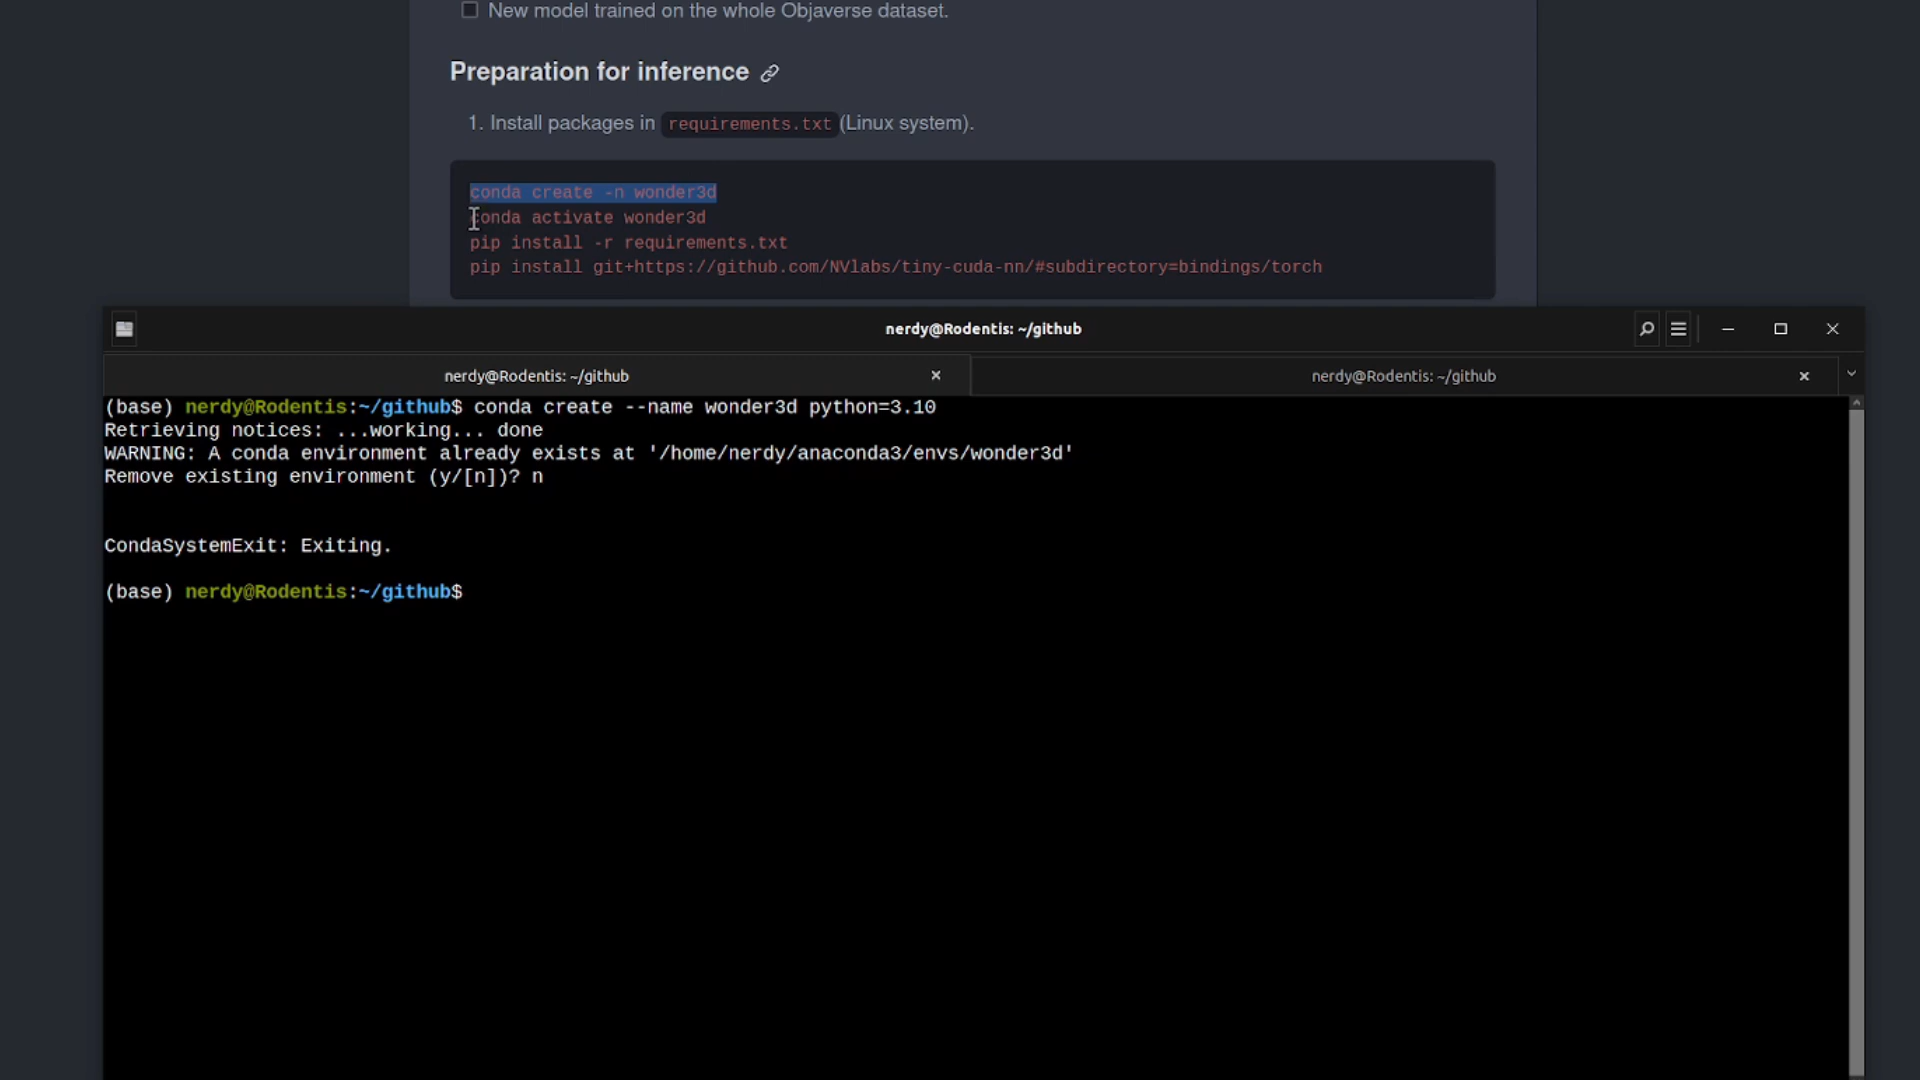 New model trained on the whole Objaverse dataset.
Preparation for inference
1. Install packages in requirements.txt (Linux system).
conda create -n wonder3d
conda activate wonder3d
pip install -r requirements.txt
pip install git+https://github.com/NVlabs/tiny-cuda-nn/#subdirectory=bindings/torch
nerdy@Rodentis: ~/github
nerdy@Rodentis: ~/github
nerdy@Rodentis: ~/github
(base) nerdy@Rodentis:~/github$ conda create --name wonder3d python=3.10
Retrieving notices: ...working... done
WARNING: A conda environment already exists at '/home/nerdy/anaconda3/envs/wonder3d'
Remove existing environment (y/[n])? n
CondaSystemExit: Exiting.
(base) nerdy@Rodentis:~/github$